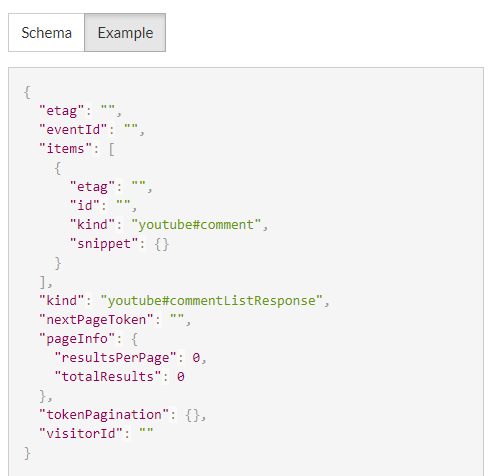 Schema Example
{
"etag": "",
"eventId": "",
"items": [
{
"etag": "",
"id": "",
"kind": "youtube#comment",
"snippet": {}
}
],
"kind": "youtube#commentListResponse",
"nextPageToken": "",
"pageInfo": {
"resultsPerPage": 0,
"totalResults": 0
},
"tokenPagination": {},
"visitorId": ""
}